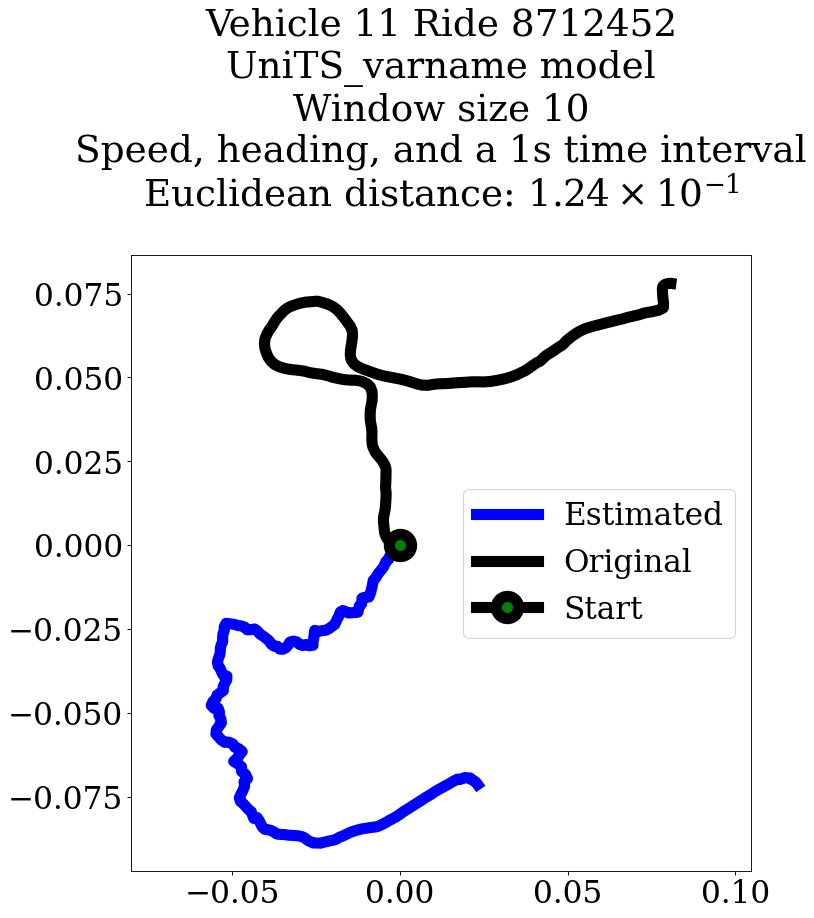 Vehicle 11 Ride 8712452
UniTS_varname model
Window size 10
Speed, heading, and a 1s time interval
Euclidean distance: 1.24 × 10⁻¹
0.075
0.050
0.025
0.000
−0.025
−0.050
−0.075
Estimated
Original
Start
−0.05
0.00
0.05
0.10